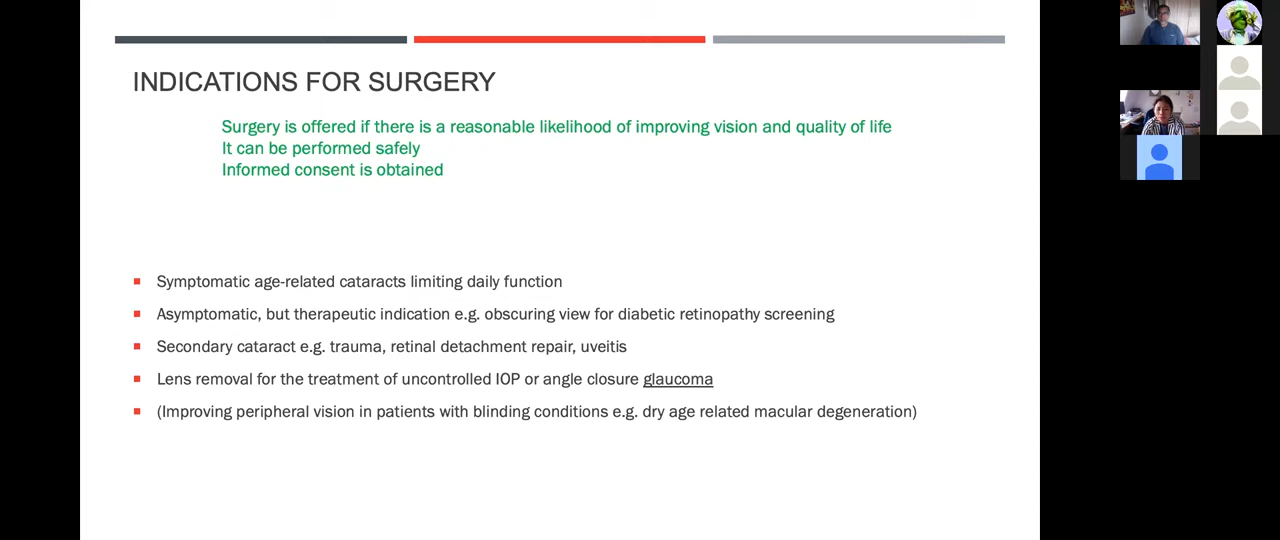 INDICATIONS FOR SURGERY
Surgery is offered if there is a reasonable likelihood of improving vision and quality of life
It can be performed safely
Informed consent is obtained
Symptomatic age-related cataracts limiting daily function
Asymptomatic, but therapeutic indication e.g. obscuring view for diabetic retinopathy screening
Secondary cataract e.g. trauma, retinal detachment repair, uveitis
Lens removal for the treatment of uncontrolled IOP or angle closure glaucoma
(Improving peripheral vision in patients with blinding conditions e.g. dry age related macular degeneration)